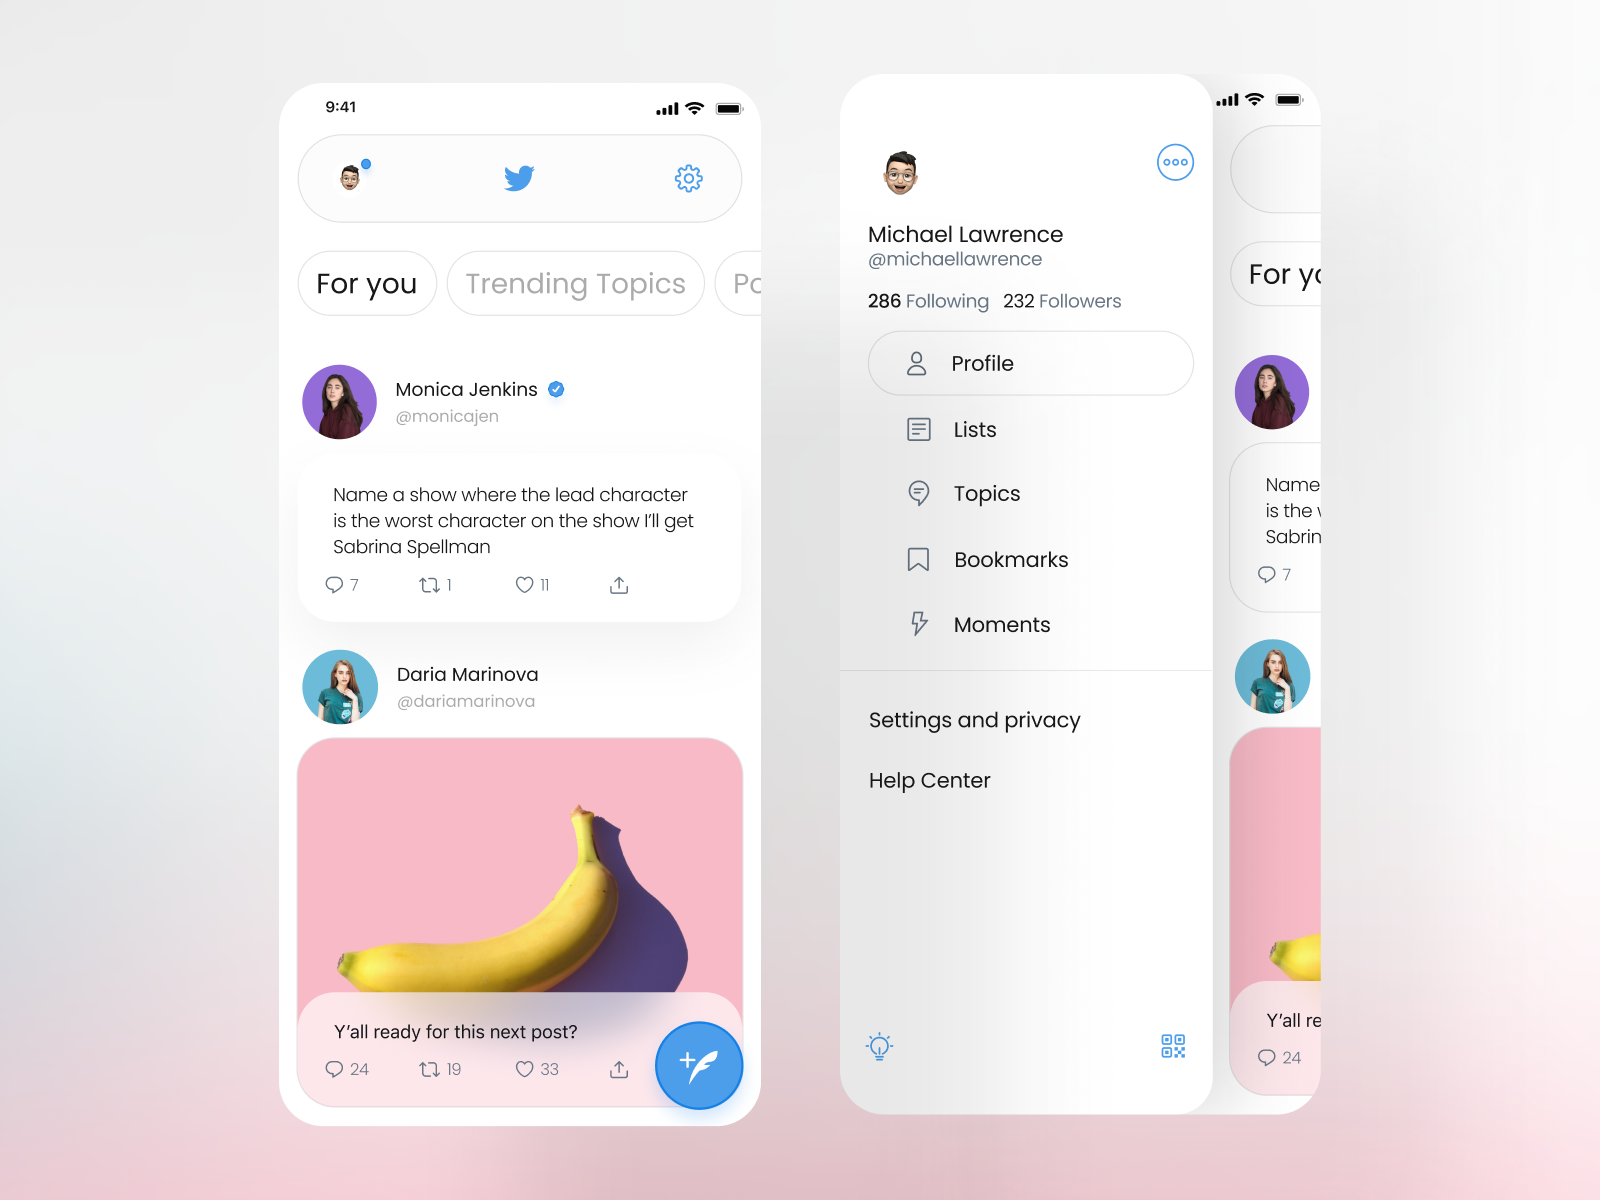 9:41
For you
Trending Topics
Po
Monica Jenkins
@monicajen
Name a show where the lead character
is the worst character on the show I'll get
Sabrina Spellman
7
1
11
Daria Marinova
@dariamarinova
Y'all ready for this next post?
24
19
33
Michael Lawrence
@michaellawrence
286 Following 232 Followers
Profile
Lists
Topics
Bookmarks
Moments
Settings and privacy
Help Center
For yo
Name
is the w
Sabrin
7
Y'all re
24